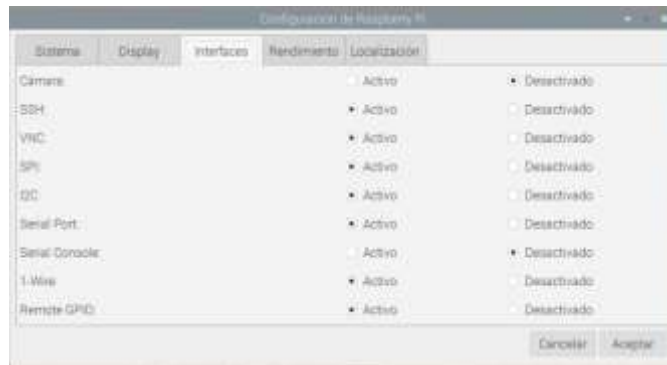 Configuración de Raspberry Pi
Sistema Display Interfaces Rendimiento Localización
Cámara: Activo Desactivado
SSH: Activo Desactivado
VNC: Activo Desactivado
SPI: Activo Desactivado
I2C: Activo Desactivado
Serial Port: Activo Desactivado
Serial Console: Activo Desactivado
1-Wire: Activo Desactivado
Remote GPIO: Activo Desactivado
Cancelar Aceptar